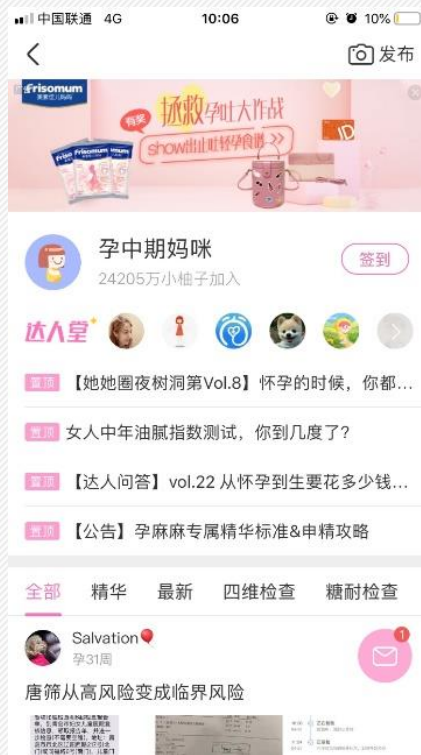 中国联通 4G 10:06 10%
发布
Frisomum
有奖 拯救孕吐大作战
show出止吐轻孕食谱>>
Friso Frisomum Frisomum
ID
孕中期妈咪
签到
24205万小柚子加入
达人堂
置顶 【她她圈夜树洞第Vol.8】怀孕的时候，你都...
置顶 女人中年油腻指数测试，你到几度了？
置顶 【达人问答】vol.22 从怀孕到生要花多少钱...
置顶 【公告】孕麻麻专属精华标准&申精攻略
全部 精华 最新 四维检查 糖耐检查
Salvation
1
孕31周
唐筛从高风险变成临界风险